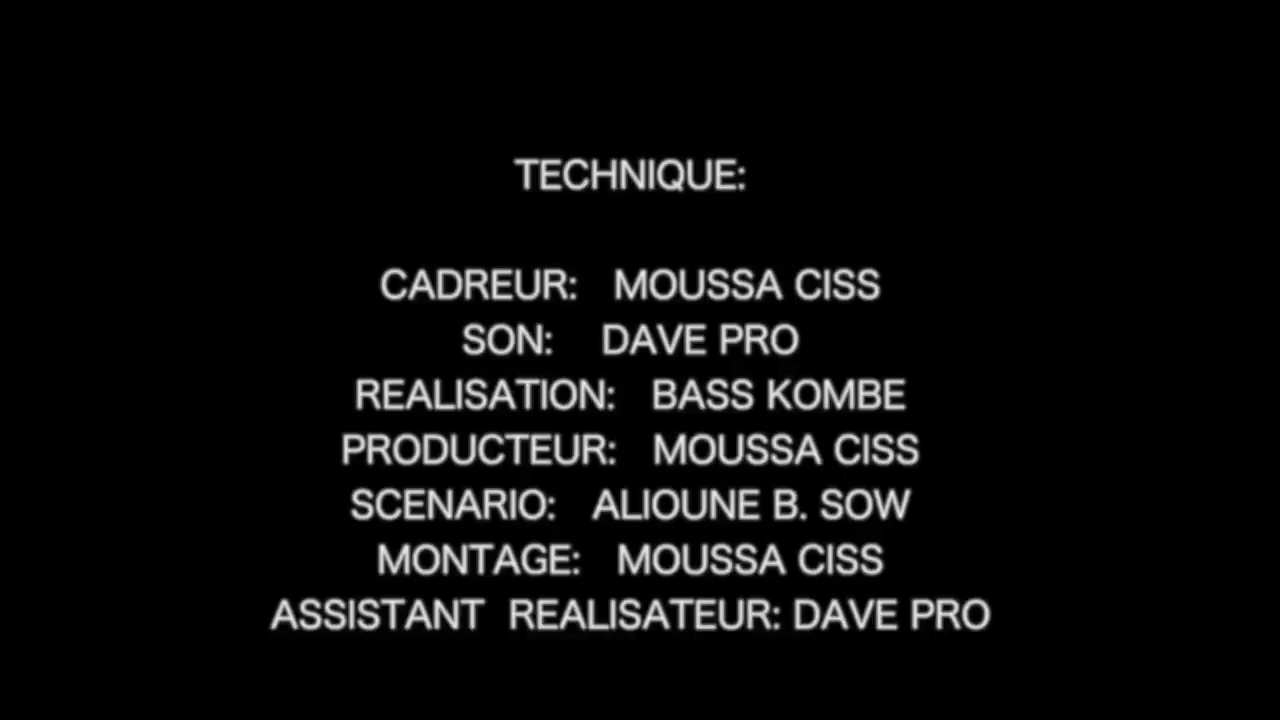 TECHNIQUE:
CADREUR: MOUSSA CISS
SON: DAVE PRO
REALISATION: BASS KOMBE
PRODUCTEUR: MOUSSA CISS
SCENARIO: ALIOUNE B. SOW
MONTAGE: MOUSSA CISS
ASSISTANT REALISATEUR: DAVE PRO